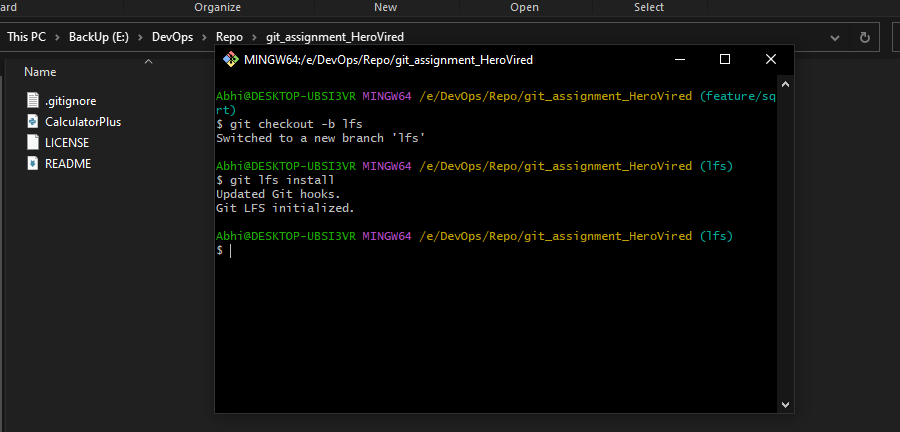 ard
Organize
New
Open
Select
This PC > BackUp (E:) > DevOps > Repo > git_assignment_HeroVired
Name
.gitignore
CalculatorPlus
LICENSE
README
MINGW64:/e/DevOps/Repo/git_assignment_HeroVired
Abhi@DESKTOP-UBSI3VR MINGW64 /e/DevOps/Repo/git_assignment_HeroVired (feature/sq
rt)
$ git checkout -b lfs
Switched to a new branch 'lfs'
Abhi@DESKTOP-UBSI3VR MINGW64 /e/DevOps/Repo/git_assignment_HeroVired (lfs)
$ git lfs install
Updated Git hooks.
Git LFS initialized.
Abhi@DESKTOP-UBSI3VR MINGW64 /e/DevOps/Repo/git_assignment_HeroVired (lfs)
$